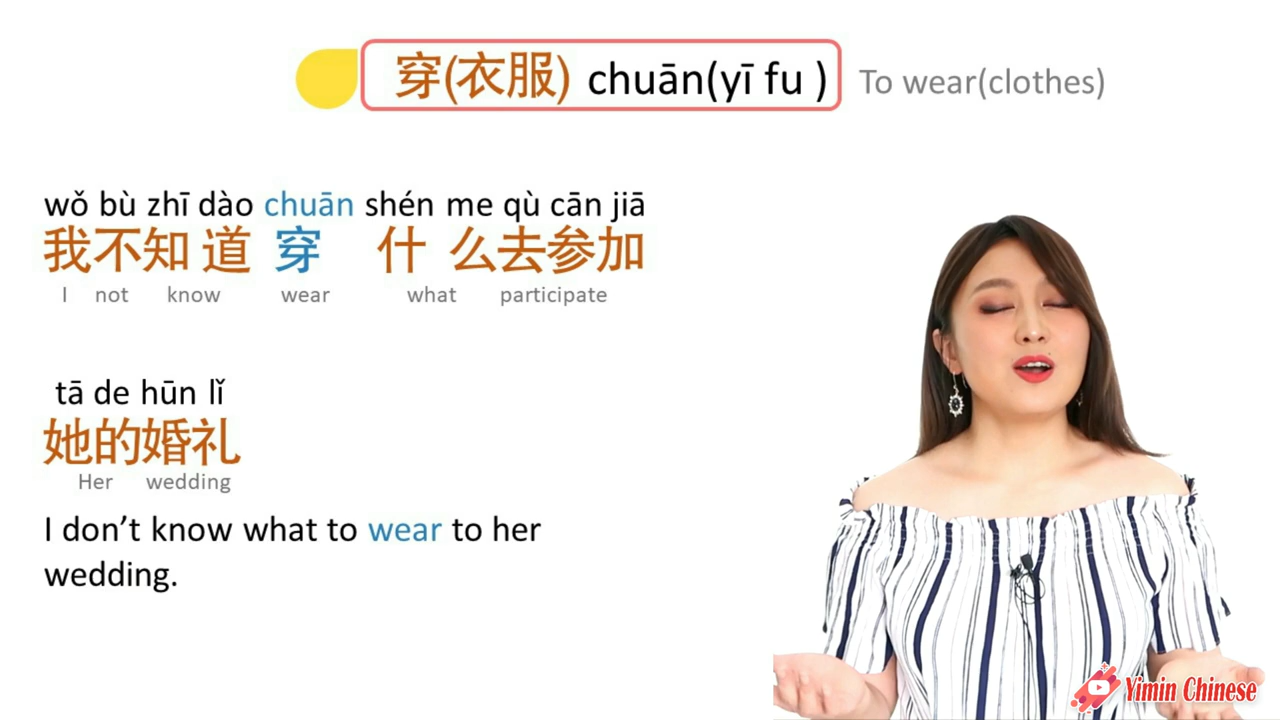 穿(衣服) chuān(yī fu ) To wear(clothes)
wǒ bù zhī dào chuān shén me qù cān jiā
我不知道穿什么去参加
I not know wear what participate
tā de hūn lǐ
她的婚礼
Her wedding
I don’t know what to wear to her
wedding.
Yimin Chinese